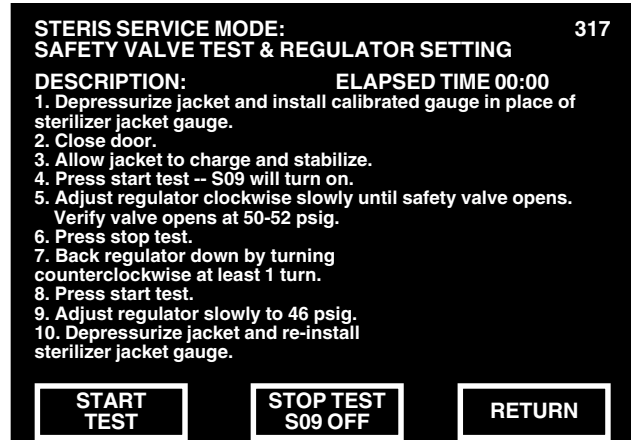 STERIS SERVICE MODE: 317
SAFETY VALVE TEST & REGULATOR SETTING
DESCRIPTION: ELAPSED TIME 00:00
1. Depressurize jacket and install calibrated gauge in place of
sterilizer jacket gauge.
2. Close door.
3. Allow jacket to charge and stabilize.
4. Press start test -- S09 will turn on.
5. Adjust regulator clockwise slowly until safety valve opens.
Verify valve opens at 50-52 psig.
6. Press stop test.
7. Back regulator down by turning
counterclockwise at least 1 turn.
8. Press start test.
9. Adjust regulator slowly to 46 psig.
10. Depressurize jacket and re-install
sterilizer jacket gauge.
START
TEST
STOP TEST
S09 OFF
RETURN